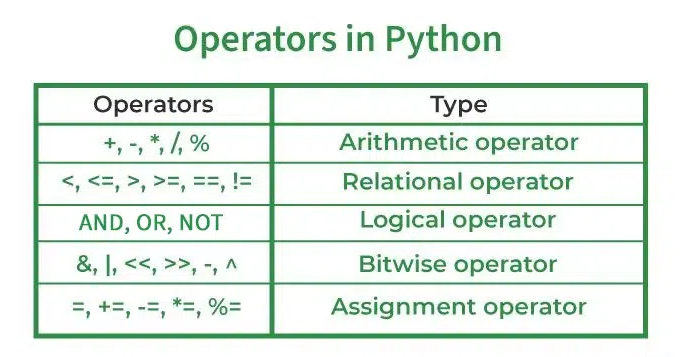 Operators in Python
Operators Type
+, -, *, /, % Arithmetic operator
<, <=, >, >=, ==, != Relational operator
AND, OR, NOT Logical operator
&, |, <<, >>, -, ^ Bitwise operator
=, +=, -=, *=, %= Assignment operator